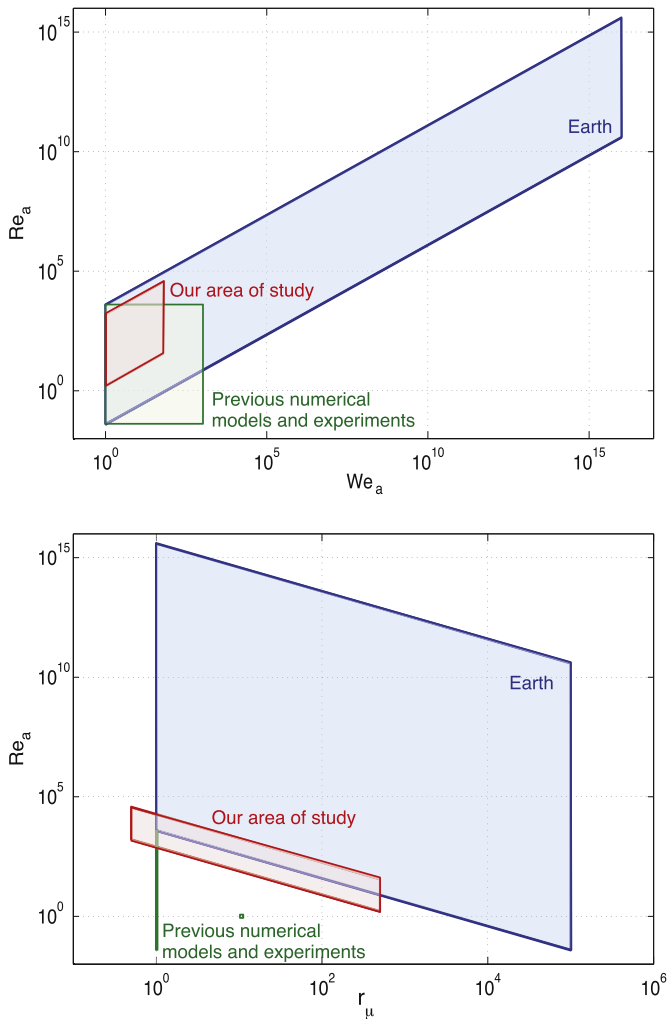 10^15
10^10
10^5
10^0
Re_a
Earth
Our area of study
Previous numerical
models and experiments
10^0 10^5 10^10 10^15
We_a
10^15
10^10
10^5
10^0
Re_a
Earth
Our area of study
Previous numerical
models and experiments
10^0 10^2 10^4 10^6
r_μ